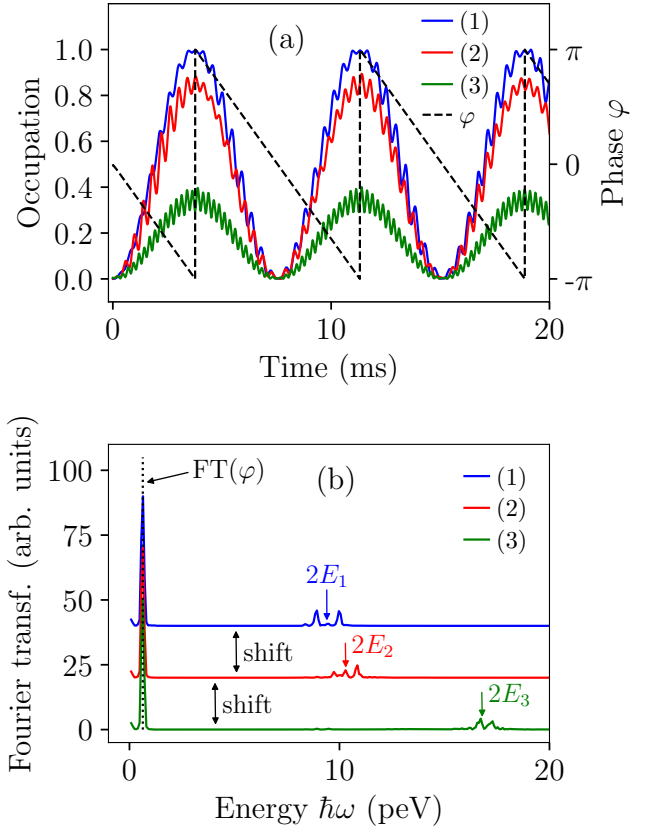 (a)
(1)
(2)
(3)
φ
1.0
0.8
0.6
0.4
0.2
0.0
Occupation
π
0
-π
Phase φ
0
10
20
Time (ms)
(b)
FT(φ)
(1)
(2)
(3)
100
75
50
25
0
Fourier transf. (arb. units)
2E₁
shift
2E₂
shift
2E₃
0
10
20
Energy ħω (peV)